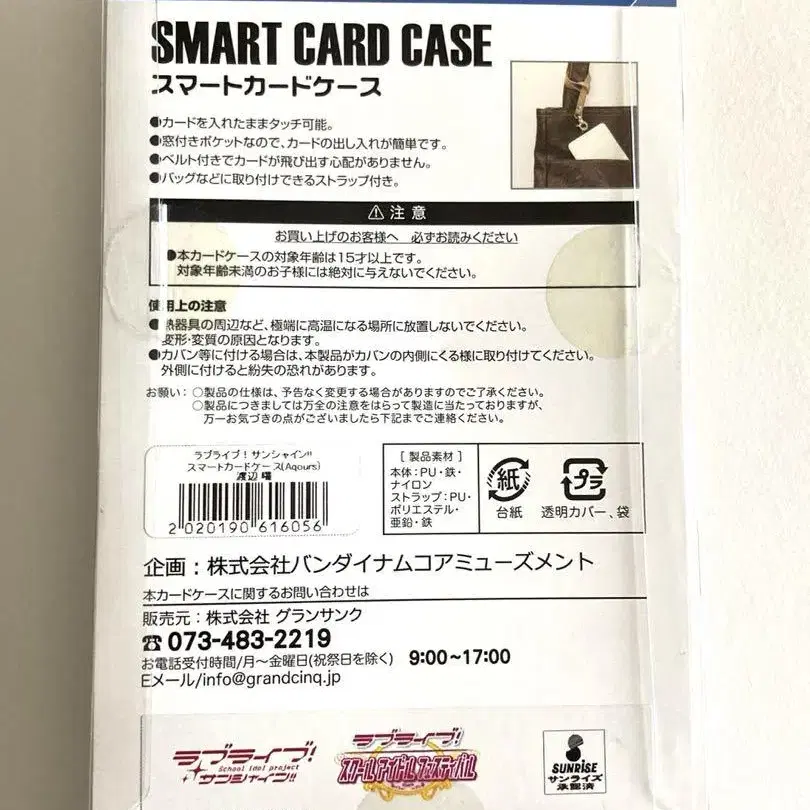 SMART CARD CASE
スマートカードケース
●カードを入れたままタッチ可能。
●窓付きポケットなので、カードの出し入れが簡単です。
●ベルト付きでカードが飛び出す心配がありません。
●バッグなどに取り付けできるストラップ付き。
⚠注意
お買い上げのお客様へ 必ずお読みください
●本カードケースの対象年齢は15才以上です。
対象年齢未満のお子様には絶対に与えないでください。
使用上の注意
●熱器具の周辺など、極端に高温になる場所に放置しないでください。
変形・変質の原因となります。
●カバン等に付ける場合は、本製品がカバンの内側にくる様に取り付けてください。
外側に付けると紛失の恐れがあります。
お願い：○製品の仕様は、予告なく変更する場合がありますのでご了承ください。
○製品につきましては万全の注意をはらって製造に当たっておりますが、
万一お気づきの点がございましたら下記までご連絡ください。
ラブライブ！サンシャイン!!
スマートカードケース(Aqours)
渡辺 曜
2 020190 616056
[製品素材]
本体：PU・鉄・
ナイロン
ストラップ：PU・
ポリエステル・
亜鉛・鉄
紙
台紙
プラ
透明カバー、袋
企画：株式会社バンダイナムコアミューズメント
本カードケースに関するお問い合わせは
販売元：株式会社 グランサンク
☎073-483-2219
お電話受付時間/月～金曜日(祝祭日を除く) 9:00~17:00
Eメール/info@grandcinq.jp
ラブライブ!
School idol project
サンシャイン!!
ラブライブ!
スクールアイドルフェスティバル
SUNRISE
サンライズ
承認済